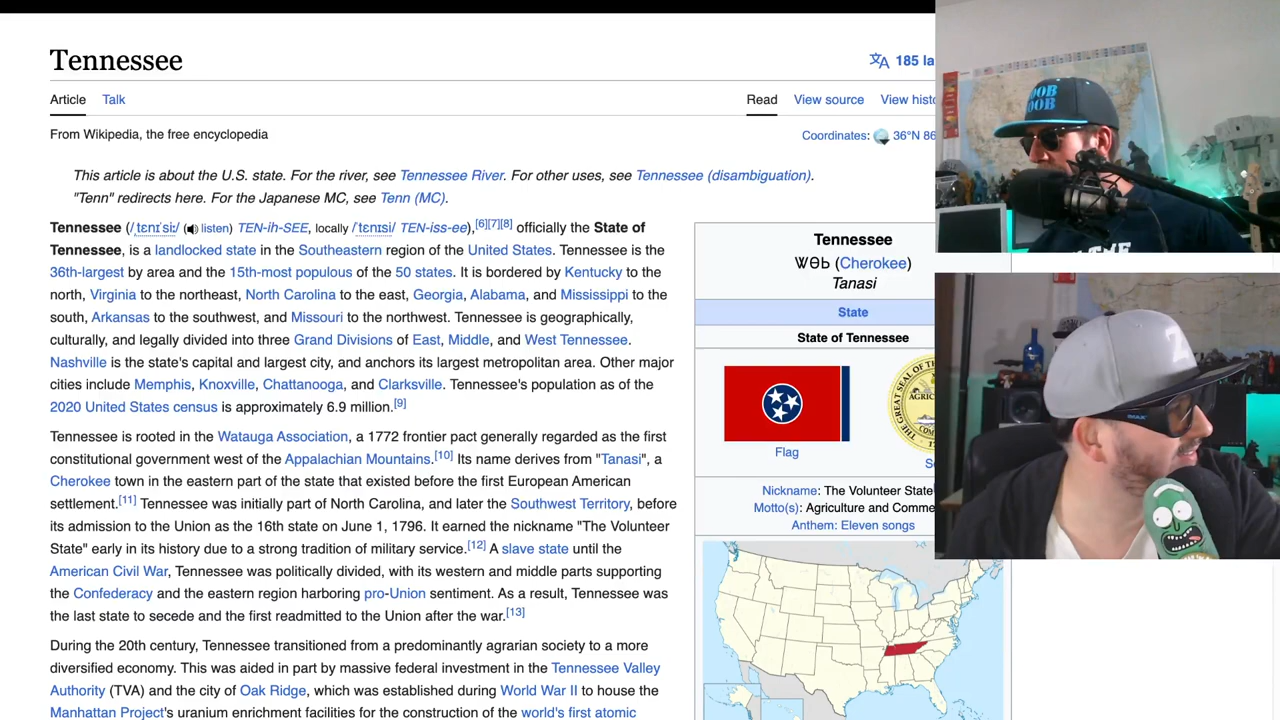 Tennessee
185 la
Article Talk Read View source View histo
From Wikipedia, the free encyclopedia Coordinates: 36°N 86
This article is about the U.S. state. For the river, see Tennessee River. For other uses, see Tennessee (disambiguation).
"Tenn" redirects here. For the Japanese MC, see Tenn (MC).
Tennessee (/ˌtɛnɪˈsiː/ (listen) TEN-ih-SEE, locally /ˈtɛnɪsi/ TEN-iss-ee),[6][7][8] officially the State of
Tennessee, is a landlocked state in the Southeastern region of the United States. Tennessee is the
36th-largest by area and the 15th-most populous of the 50 states. It is bordered by Kentucky to the
north, Virginia to the northeast, North Carolina to the east, Georgia, Alabama, and Mississippi to the
south, Arkansas to the southwest, and Missouri to the northwest. Tennessee is geographically,
culturally, and legally divided into three Grand Divisions of East, Middle, and West Tennessee.
Nashville is the state's capital and largest city, and anchors its largest metropolitan area. Other major
cities include Memphis, Knoxville, Chattanooga, and Clarksville. Tennessee's population as of the
2020 United States census is approximately 6.9 million.[9]
Tennessee is rooted in the Watauga Association, a 1772 frontier pact generally regarded as the first
constitutional government west of the Appalachian Mountains.[10] Its name derives from "Tanasi", a
Cherokee town in the eastern part of the state that existed before the first European American
settlement.[11] Tennessee was initially part of North Carolina, and later the Southwest Territory, before
its admission to the Union as the 16th state on June 1, 1796. It earned the nickname "The Volunteer
State" early in its history due to a strong tradition of military service.[12] A slave state until the
American Civil War, Tennessee was politically divided, with its western and middle parts supporting
the Confederacy and the eastern region harboring pro-Union sentiment. As a result, Tennessee was
the last state to secede and the first readmitted to the Union after the war.[13]
During the 20th century, Tennessee transitioned from a predominantly agrarian society to a more
diversified economy. This was aided in part by massive federal investment in the Tennessee Valley
Authority (TVA) and the city of Oak Ridge, which was established during World War II to house the
Manhattan Project's uranium enrichment facilities for the construction of the world's first atomic
Tennessee
ᏔᎾᏏ (Cherokee)
Tanasi
State
State of Tennessee
THE GREAT SEAL OF THE
AGRIC
Flag
Nickname: The Volunteer State
Motto(s): Agriculture and Comme
Anthem: Eleven songs